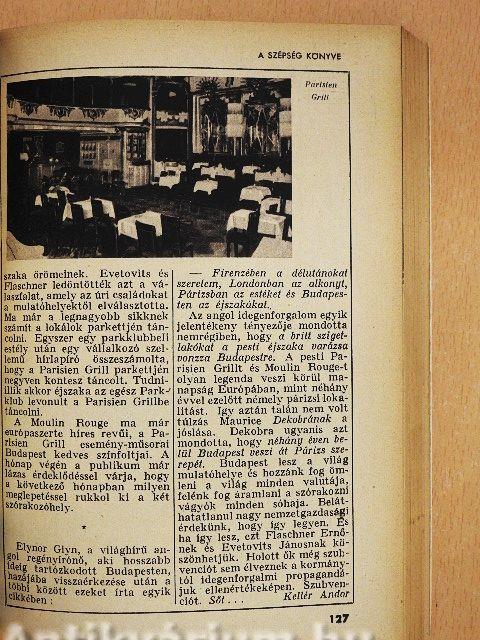 A SZÉPSÉG KÖNYVE
Parisien
Grill
szaka örömeinek. Evetovits és
Flaschner ledöntötték azt a vá-
laszfalat, amely az úri családokat
a mulatóhelyektől elválasztotta.
Ma már a legnagyobb sikknek
számít a lokálok parkettjén tán-
colni. Egyszer egy parkklubbeli
estély után egy vállalkozó szel-
lemű hírlapíró összeszámolta,
hogy a Parisien Grill parkettjén
negyven kontesz táncolt. Tudni-
illik akkor éjszaka az egész Park-
klub levonult a Parisien Grillbe
táncolni.
A Moulin Rouge ma már
európaszerte híres revüi, a Pa-
risien Grill esemény-műsorai
Budapest kedves színfoltjai. A
hónap végén a publikum már
lázas érdeklődéssel várja, hogy
a következő hónapban milyen
meglepetéssel rukkol ki a két
szórakozóhely.
*
Elynor Glyn, a világhírű an-
gol regényírónő, aki hosszabb
ideig tartózkodott Budapesten,
hazájába visszaérkezése után a
többi között ezeket írta egyik
cikkében:
— Firenzében a délutánokat
szeretem, Londonban az alkonyt,
Párizsban az estéket és Budapes-
ten az éjszakákat.
Az angol idegenforgalom egyik
jelentékeny tényezője mondotta
nemrégiben, hogy a brilt sziget-
lakókat a pesti éjszaka varázsa
vonzza Budapestre. A pesti Pa-
risien Grillt és Moulin Rouge-t
olyan legenda veszi körül ma-
napság Európában, mint néhány
évvel ezelőtt némely párizsi loka-
litást. Így aztán talán nem volt
túlzás Maurice Dekobrának a
jóslása. Dekobra ugyanis azt
mondotta, hogy néhány éven be-
lül Budapest veszi át Párizs sze-
repét. Budapest lesz a világ
mulatóhelye és hozzánk fog öm-
leni a világ minden valutája,
felénk fog áramlani a szórakozni
vágyók minden sóhaja. Belát-
hatatlanul nagy nemzetgazdasági
érdekünk, hogy így legyen. És
ha így lesz, ezt Flaschner Ernő-
nek és Evetovits Jánosnak kö-
szönhetjük. Holott ők még szub-
venciót sem élveznek a kormány-
tól idegenforgalmi propagandá-
juk ellenértékeképen. Szubven-
ciót. Sőt... Kellér Andor
127